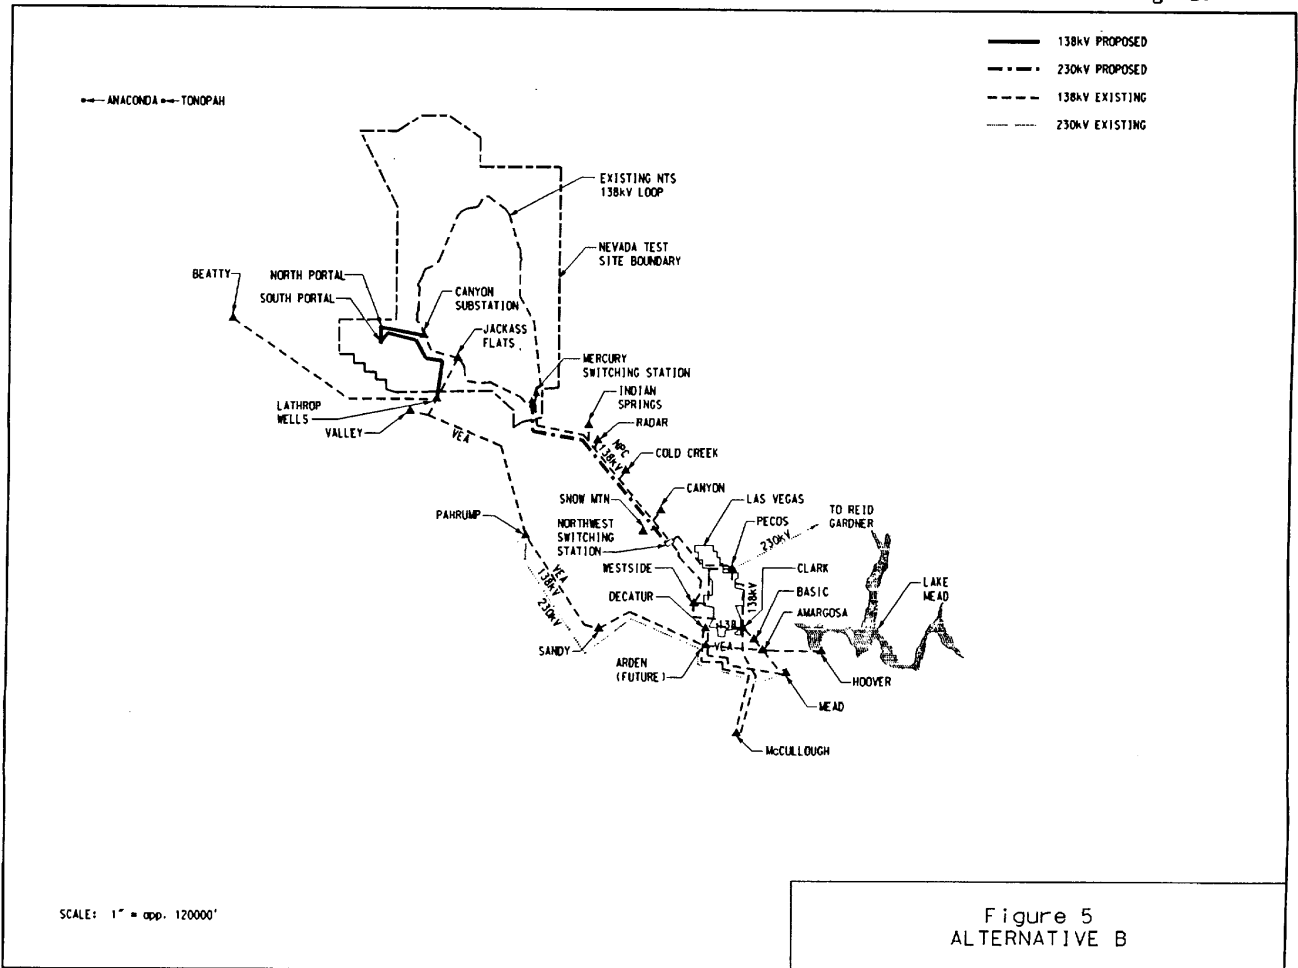 138kV PROPOSED
230kV PROPOSED
138kV EXISTING
230kV EXISTING
ANACONDA
TONOPAH
EXISTING NTS
138kV LOOP
NEVADA TEST
SITE BOUNDARY
BEATTY
NORTH PORTAL
SOUTH PORTAL
CANYON
SUBSTATION
JACKASS
FLATS
MERCURY
SWITCHING STATION
INDIAN
SPRINGS
RADAR
LATHROP
WELLS
VALLEY
VEA
NPC
138kV
COLD CREEK
CANYON
SNOW MTN
LAS VEGAS
PAHRUMP
NORTHWEST
SWITCHING
STATION
PECOS
TO REID
GARDNER
230kV
WESTSIDE
CLARK
VEA
138kV
230kV
138kV
BASIC
LAKE
MEAD
DECATUR
AMARGOSA
138
SANDY
VEA
ARDEN
(FUTURE)
HOOVER
MEAD
McCULLOUGH
SCALE: 1" = app. 120000'
Figure 5
ALTERNATIVE B